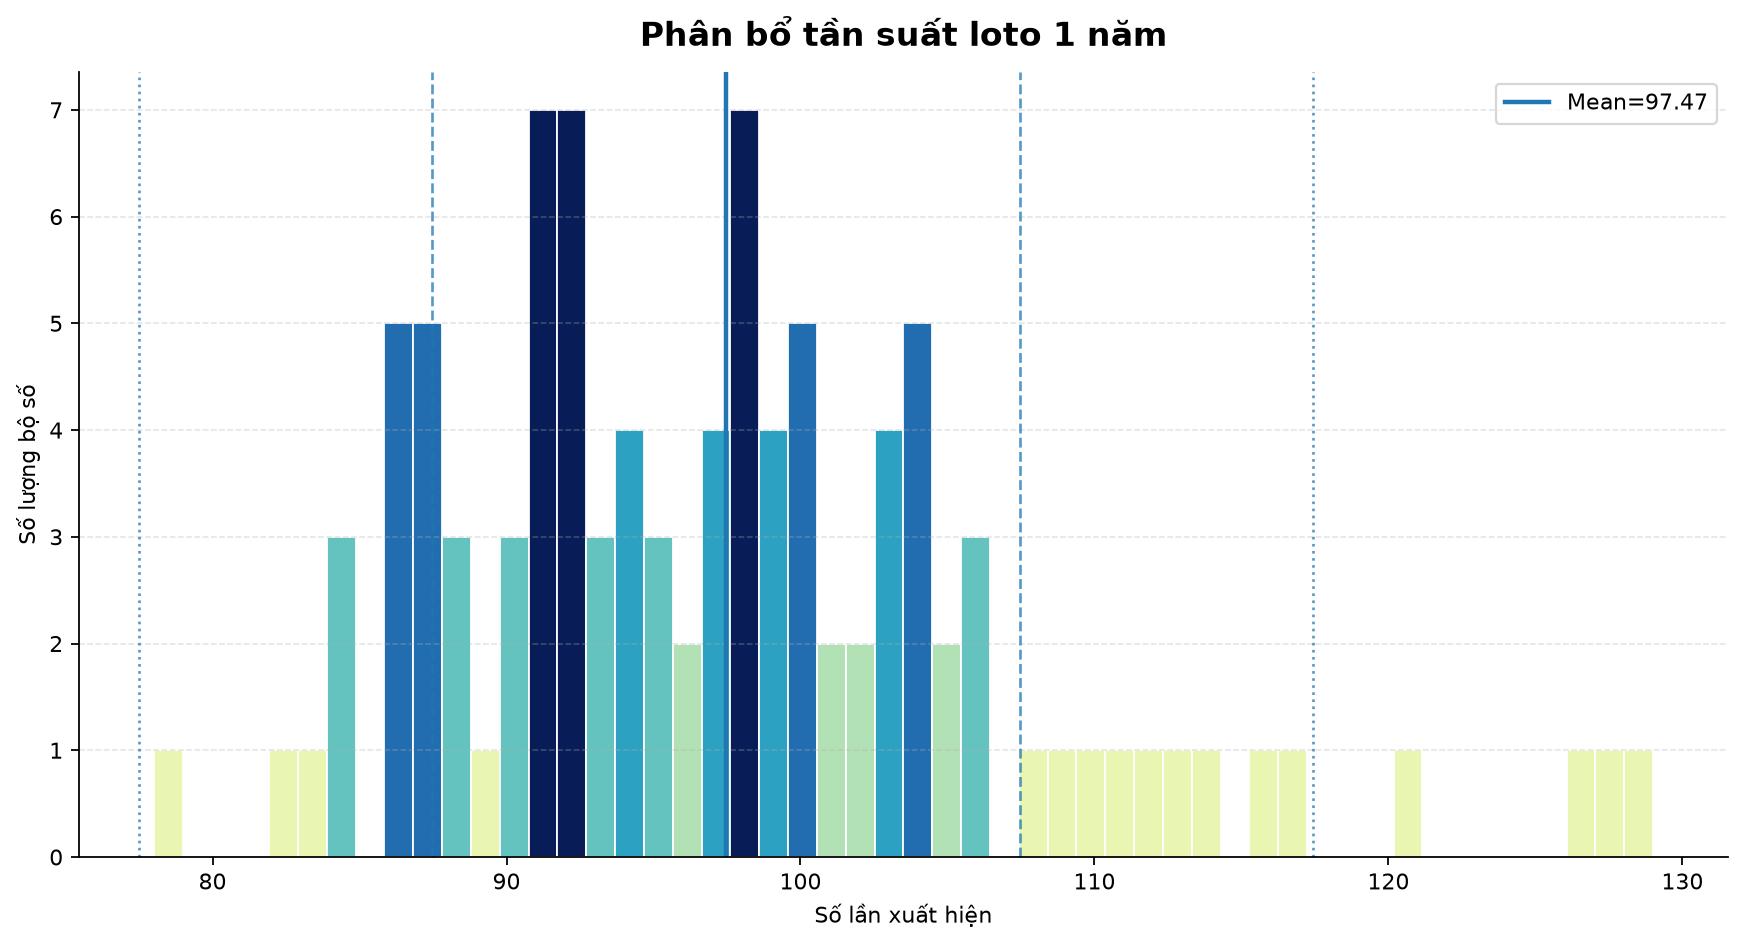 Phân bổ tần suất loto 1 năm
Mean=97.47
7
6
5
4
3
2
1
0
Số lượng bộ số
80 90 100 110 120 130
Số lần xuất hiện